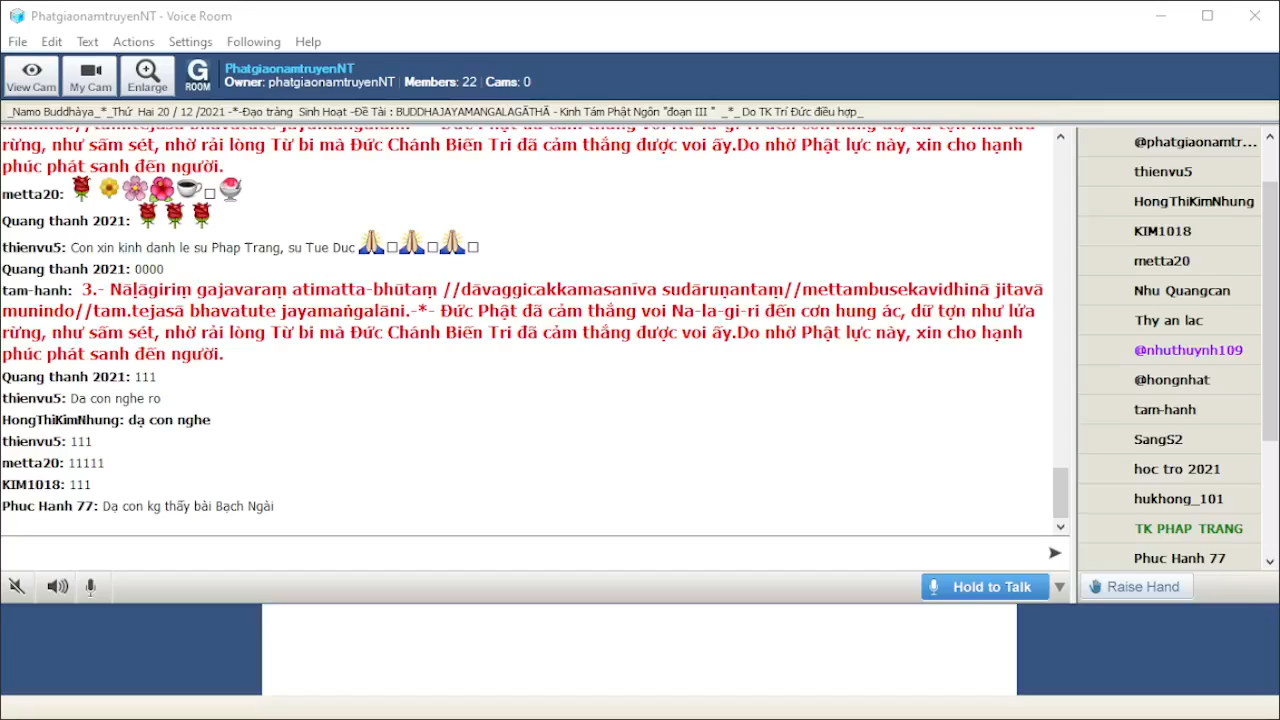 PhatgiaonamtruyenNT - Voice Room
File Edit Text Actions Settings Following Help
View Cam My Cam Enlarge G ROOM
PhatgiaonamtruyenNT
Owner: phatgiaonamtruyenNT Members: 22 Cams: 0
_Namo Buddhàya_*_Thứ Hai 20 / 12 /2021 -*-Đạo tràng Sinh Hoạt -Đề Tài : BUDDHAJAYAMANGALAGĀTHĀ - Kinh Tám Phật Ngôn "đoạn III " _*_ Do TK Trí Đức điều hợp_
rừng, như sấm sét, nhờ rải lòng Từ bi mà Đức Chánh Biến Tri đã cảm thắng được voi ấy.Do nhờ Phật lực này, xin cho hạnh
phúc phát sanh đến người.
metta20:
Quang thanh 2021:
thienvu5: Con xin kinh danh le su Phap Trang, su Tue Duc
Quang thanh 2021: 0000
tam-hanh: 3.- Nāḷāgiriṃ gajavaraṃ atimatta-bhūtaṃ //dāvaggicakkamasanīva sudāruṇantaṃ//mettambusekavidhinā jitavā
munindo//tam.tejasā bhavatute jayamaṅgalāni.-*- Đức Phật đã cảm thắng voi Na-la-gi-ri đến cơn hung ác, dữ tợn như lửa
rừng, như sấm sét, nhờ rải lòng Từ bi mà Đức Chánh Biến Tri đã cảm thắng được voi ấy.Do nhờ Phật lực này, xin cho hạnh
phúc phát sanh đến người.
Quang thanh 2021: 111
thienvu5: Da con nghe ro
HongThiKimNhung: dạ con nghe
thienvu5: 111
metta20: 11111
KIM1018: 111
Phuc Hanh 77: Dạ con kg thấy bài Bạch Ngài
@phatgiaonamtr...
thienvu5
HongThiKimNhung
KIM1018
metta20
Nhu Quangcan
Thy an lac
@nhuthuynh109
@hongnhat
tam-hanh
SangS2
hoc tro 2021
hukhong_101
TK PHAP TRANG
Phuc Hanh 77
Hold to Talk
Raise Hand